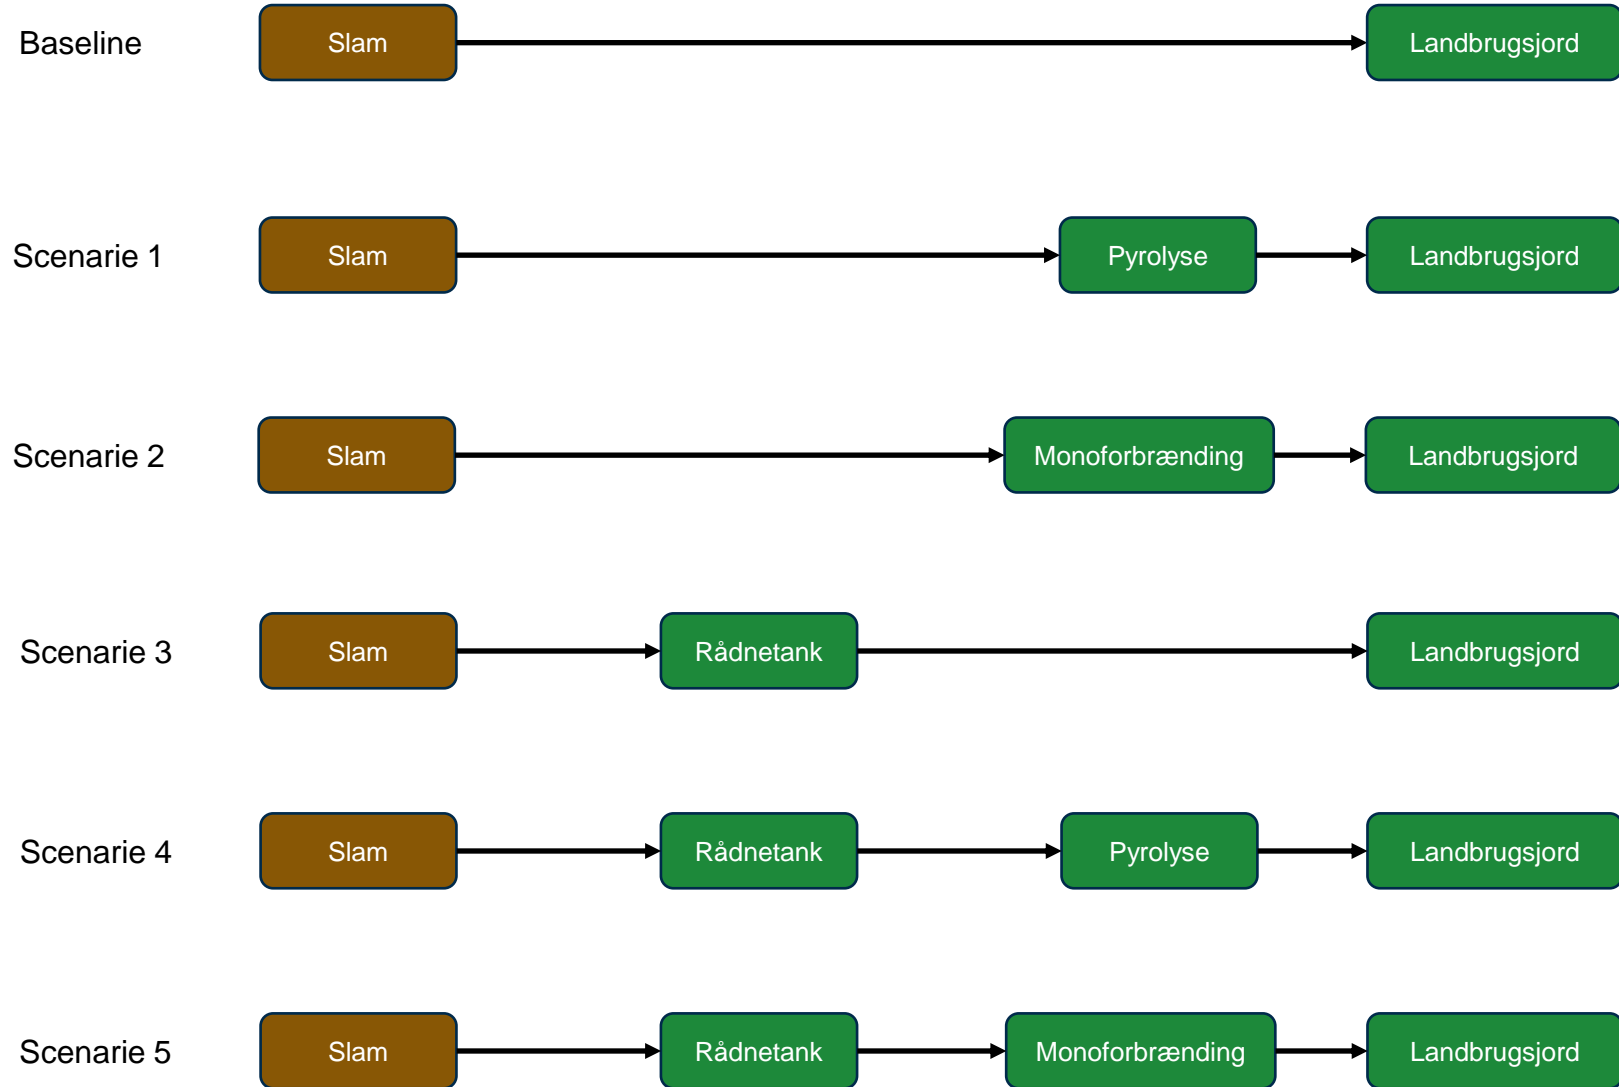 Baseline Slam Landbrugsjord
Scenarie 1 Slam Pyrolyse Landbrugsjord
Scenarie 2 Slam Monoforbrænding Landbrugsjord
Scenarie 3 Slam Rådnetank Landbrugsjord
Scenarie 4 Slam Rådnetank Pyrolyse Landbrugsjord
Scenarie 5 Slam Rådnetank Monoforbrænding Landbrugsjord